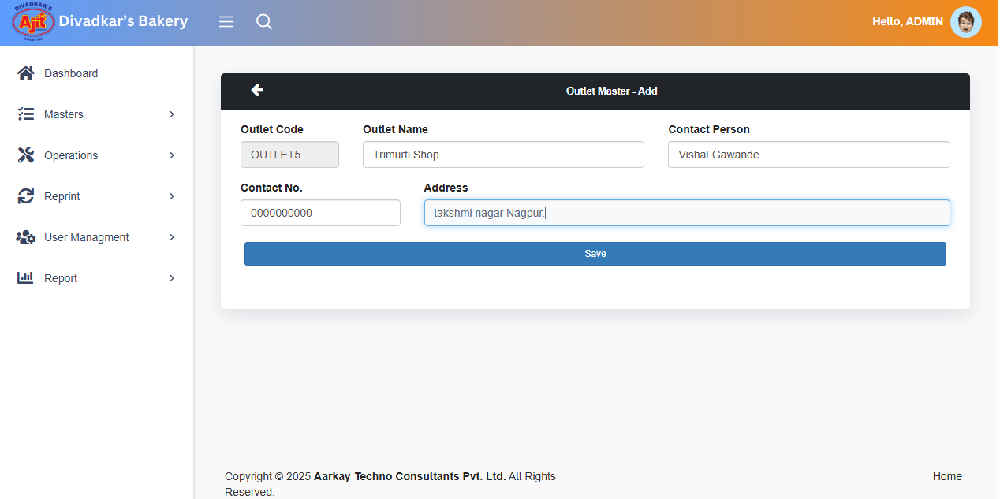 DIVADKAR'S
Ajit
SINCE 1941
Divadkar's Bakery
Hello, ADMIN
Dashboard
Masters
Operations
Reprint
User Managment
Report
Outlet Master - Add
Outlet Code
Outlet Name
Contact Person
OUTLET5
Trimurti Shop
Vishal Gawande
Contact No.
Address
0000000000
lakshmi nagar Nagpur.
Save
Copyright © 2025 Aarkay Techno Consultants Pvt. Ltd. All Rights
Reserved.
Home